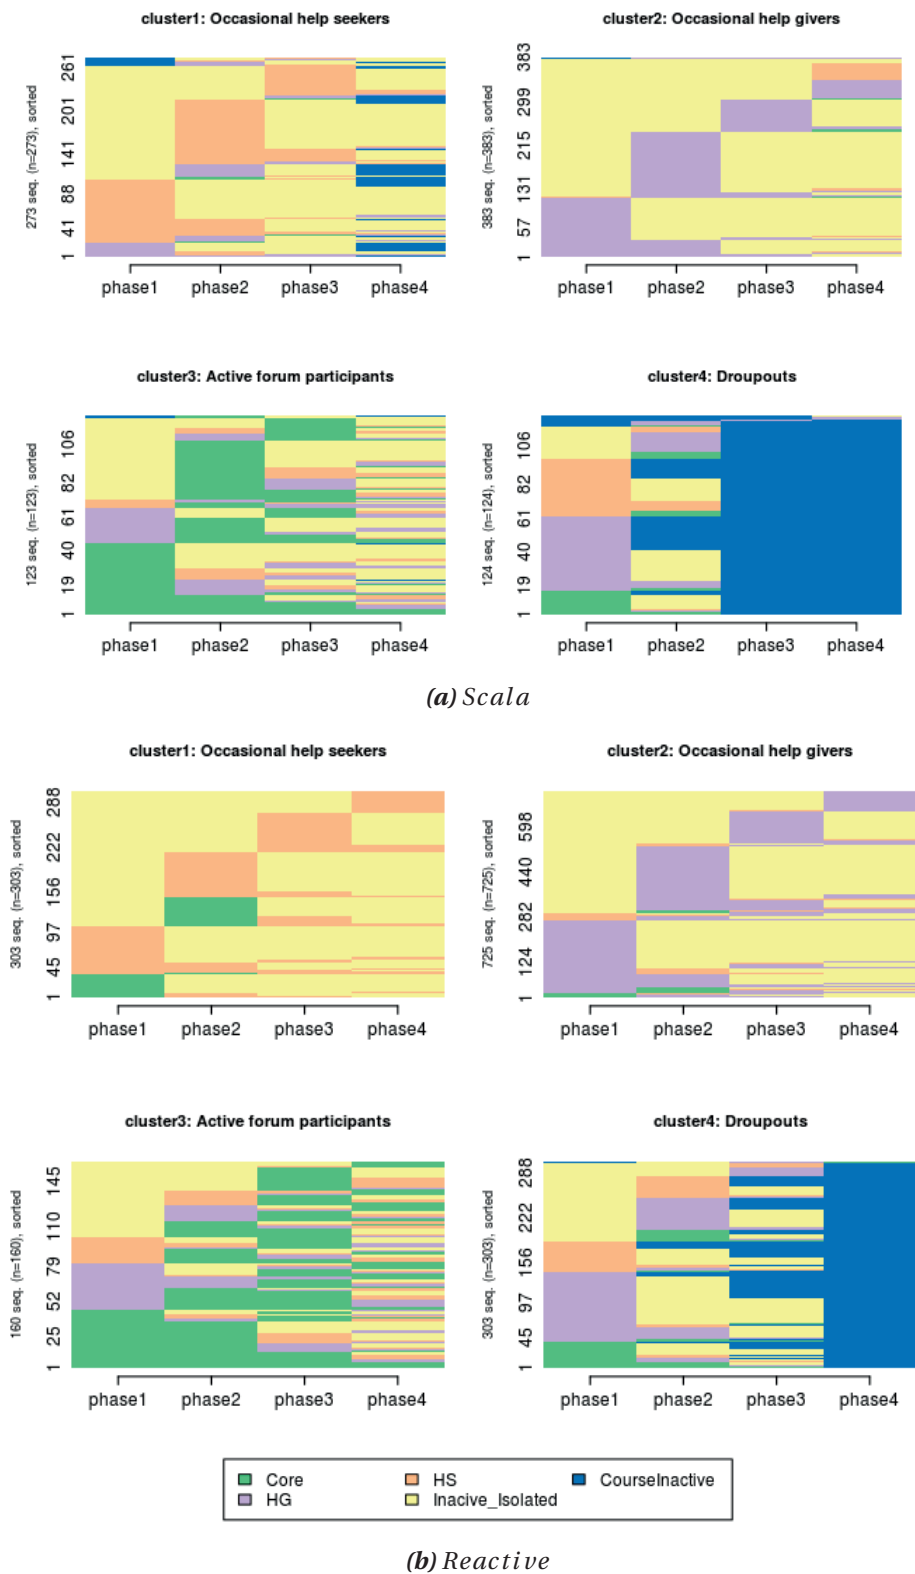 cluster1: Occasional help seekers
273 seq. (n=273), sorted
261
201
141
88
41
1
phase1 phase2 phase3 phase4
cluster2: Occasional help givers
383 seq. (n=383), sorted
383
299
215
131
57
1
phase1 phase2 phase3 phase4
cluster3: Active forum participants
123 seq. (n=123), sorted
106
82
61
40
19
1
phase1 phase2 phase3 phase4
cluster4: Droupouts
124 seq. (n=124), sorted
106
82
61
40
19
1
phase1 phase2 phase3 phase4
(a) Scala
cluster1: Occasional help seekers
303 seq. (n=303), sorted
288
222
156
97
45
1
phase1 phase2 phase3 phase4
cluster2: Occasional help givers
725 seq. (n=725), sorted
598
440
282
124
1
phase1 phase2 phase3 phase4
cluster3: Active forum participants
160 seq. (n=160), sorted
145
110
79
52
25
1
phase1 phase2 phase3 phase4
cluster4: Droupouts
303 seq. (n=303), sorted
288
222
156
97
45
1
phase1 phase2 phase3 phase4
Core HS CourseInactive
HG Inacive_Isolated
(b) Reactive